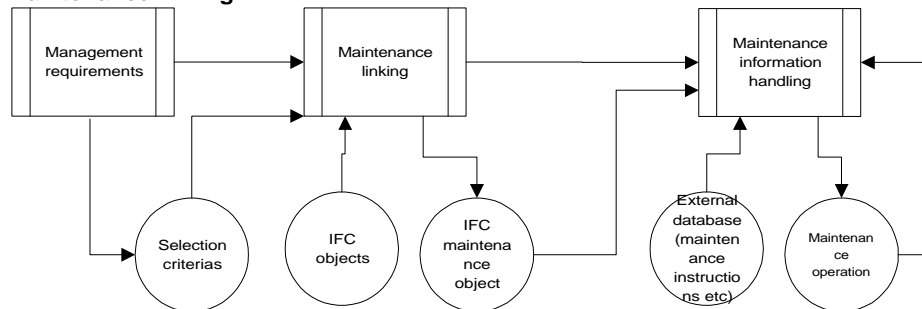 Management
requirements
Maintenance
linking
Maintenance
information
handling
Selection
criterias
IFC
objects
IFC
maintena
nce
object
External
database
(mainten
ance
instructio
ns etc)
Maintenan
ce
operation